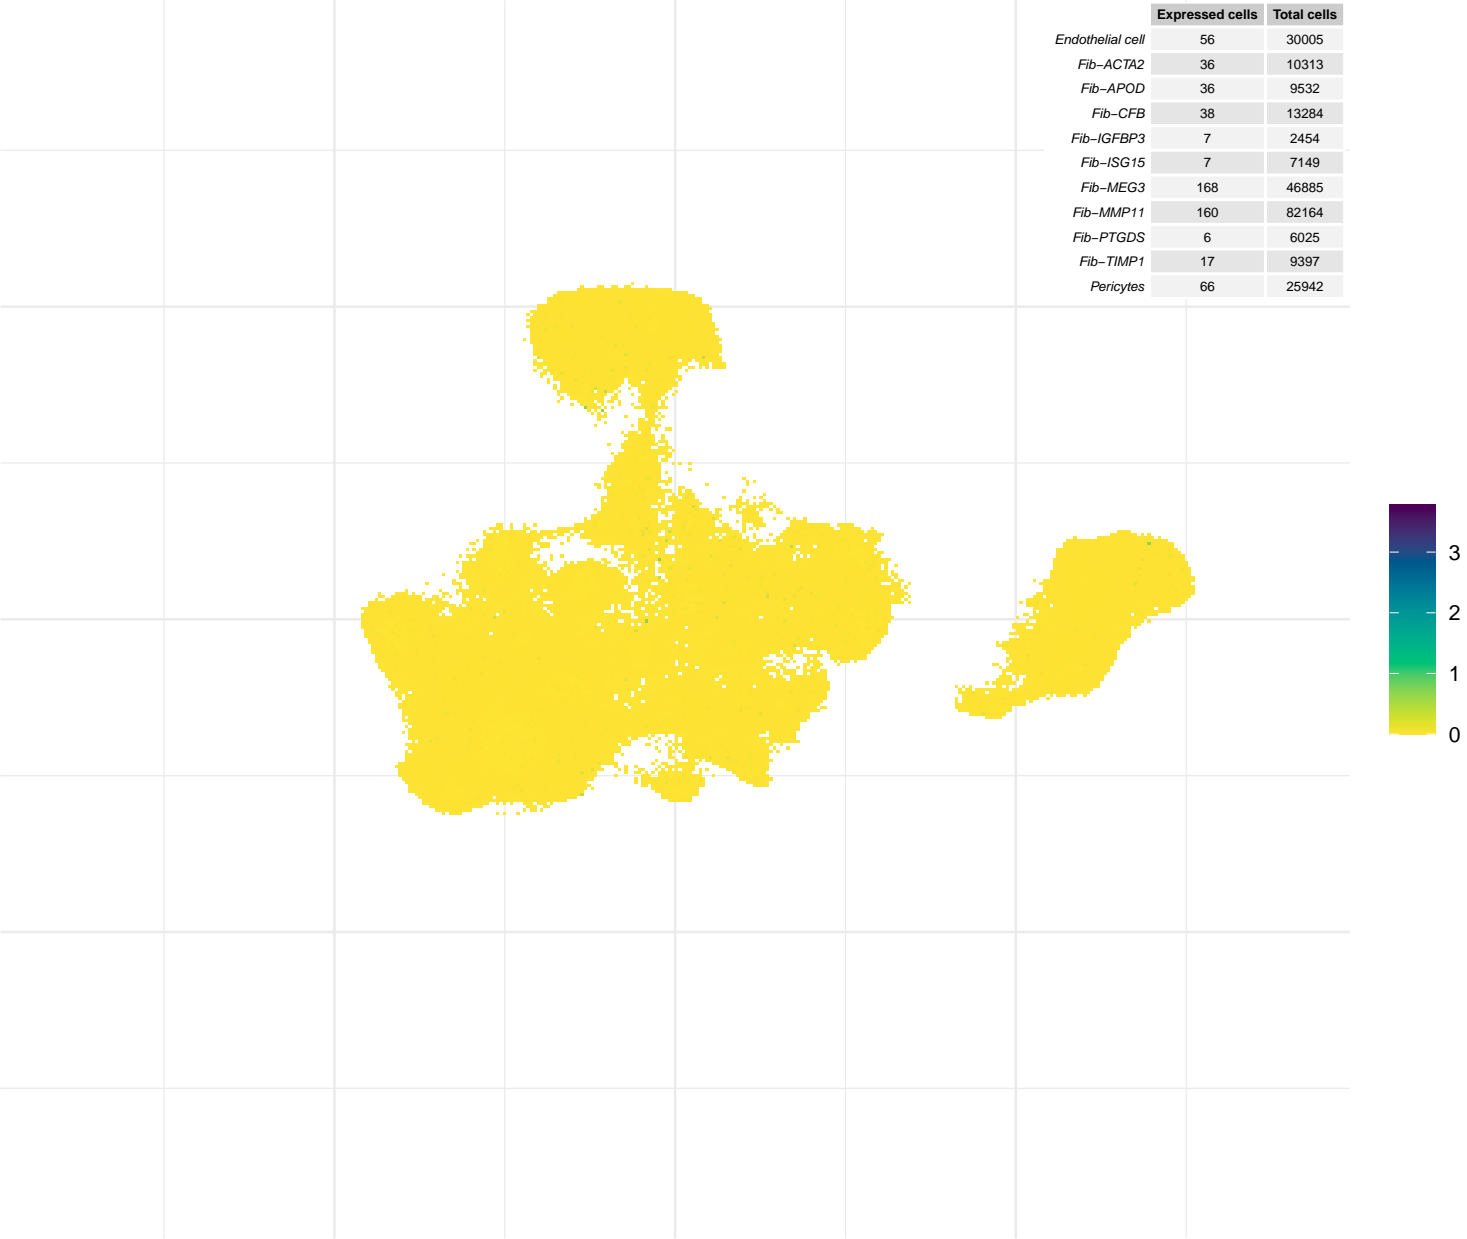 Expressed cells Total cells
Endothelial cell 56 30005
Fib−ACTA2 36 10313
Fib−APOD 36 9532
Fib−CFB 38 13284
Fib−IGFBP3 7 2454
Fib−ISG15 7 7149
Fib−MEG3 168 46885
Fib−MMP11 160 82164
Fib−PTGDS 6 6025
Fib−TIMP1 17 9397
Pericytes 66 25942
3
2
1
0